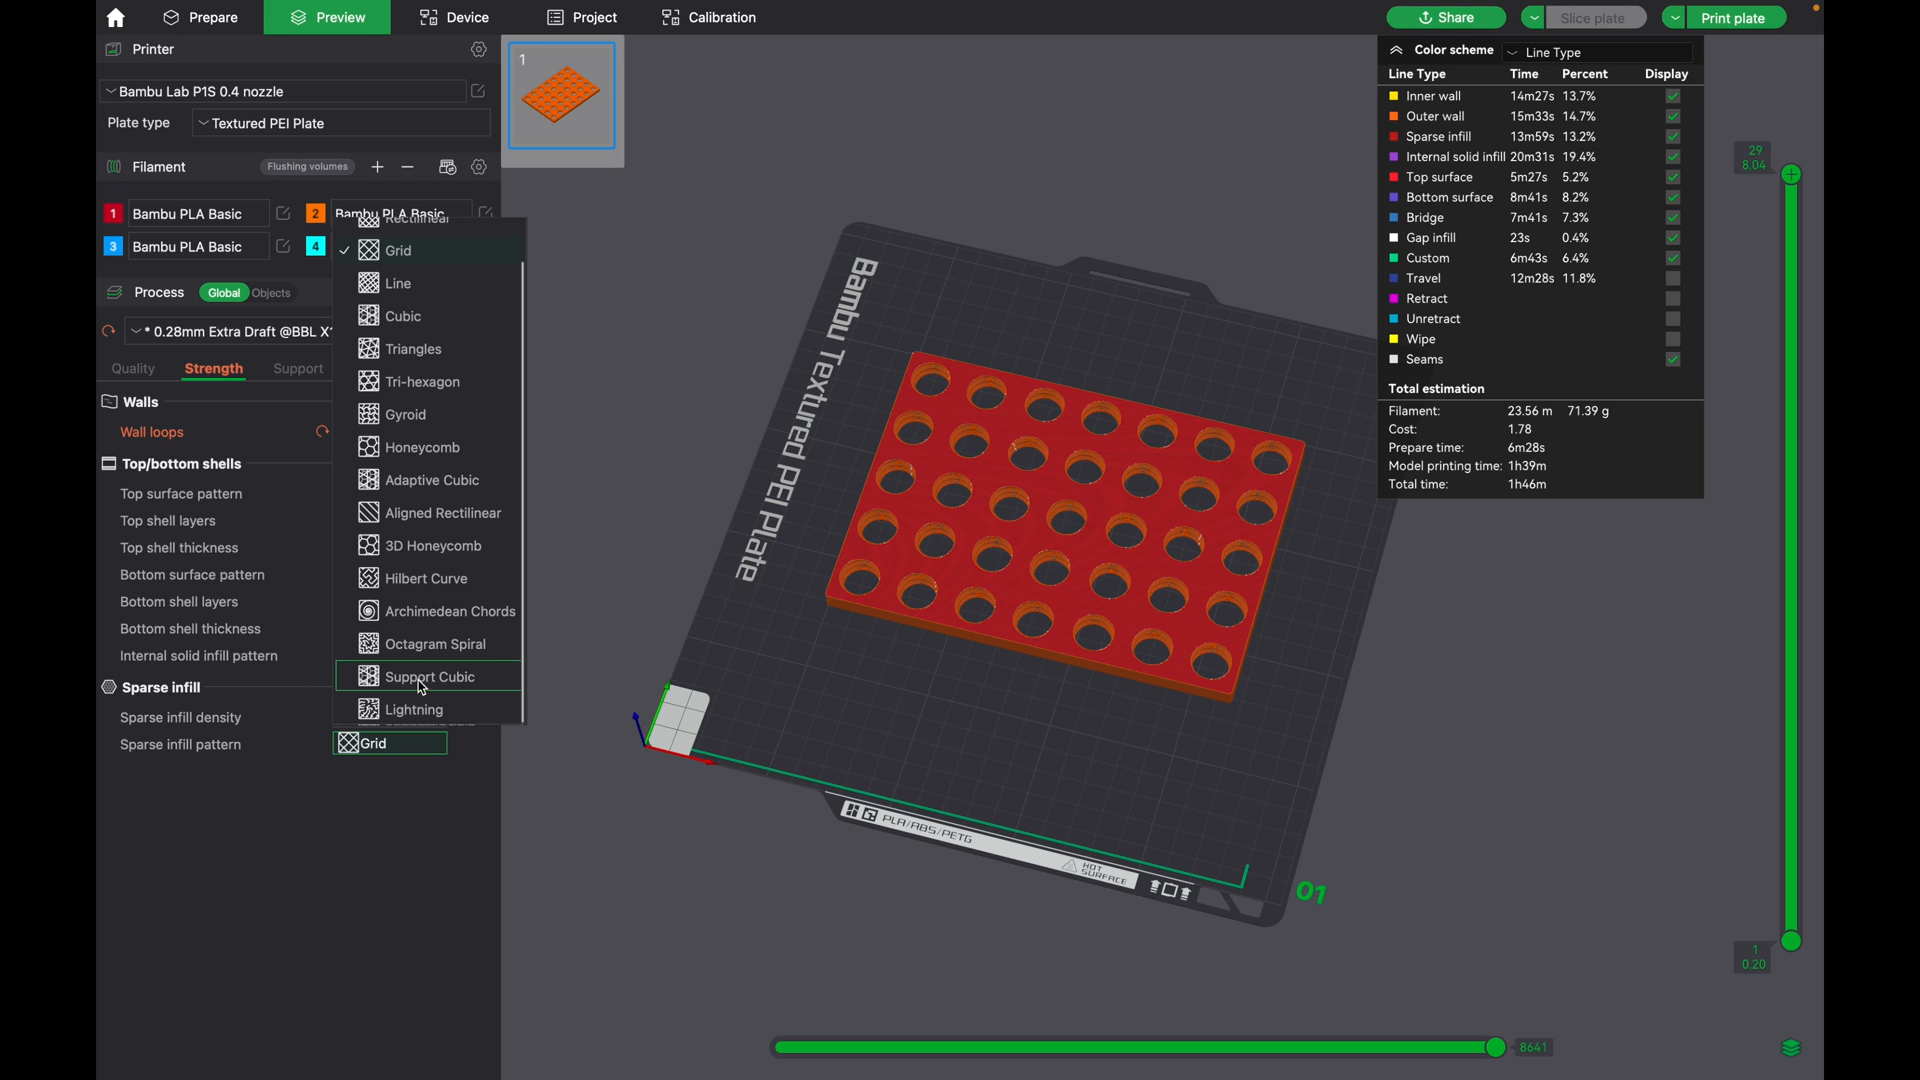 Prepare
Preview
Device
Project
Calibration
Share
Slice plate
Print plate
Printer
Bambu Lab P1S 0.4 nozzle
Plate type
Textured PEI Plate
Filament
Flushing volumes
1 Bambu PLA Basic
2 Bambu PLA Basic
3 Bambu PLA Basic
4
Process
Global
Objects
* 0.28mm Extra Draft @BBL X1
Quality
Strength
Support
Walls
Wall loops
Top/bottom shells
Top surface pattern
Top shell layers
Top shell thickness
Bottom surface pattern
Bottom shell layers
Bottom shell thickness
Internal solid infill pattern
Sparse infill
Sparse infill density
Sparse infill pattern
Grid
Rectilinear
Grid
Line
Cubic
Triangles
Tri-hexagon
Gyroid
Honeycomb
Adaptive Cubic
Aligned Rectilinear
3D Honeycomb
Hilbert Curve
Archimedean Chords
Octagram Spiral
Support Cubic
Lightning
1
Bambu Textured PEI Plate
PLA/ABS/PETG
HOT
SURFACE
01
Color scheme
Line Type
Line Type Time Percent Display
Inner wall 14m27s 13.7%
Outer wall 15m33s 14.7%
Sparse infill 13m59s 13.2%
Internal solid infill 20m31s 19.4%
Top surface 5m27s 5.2%
Bottom surface 8m41s 8.2%
Bridge 7m41s 7.3%
Gap infill 23s 0.4%
Custom 6m43s 6.4%
Travel 12m28s 11.8%
Retract
Unretract
Wipe
Seams
Total estimation
Filament: 23.56 m 71.39 g
Cost: 1.78
Prepare time: 6m28s
Model printing time: 1h39m
Total time: 1h46m
29
8.04
1
0.20
8641